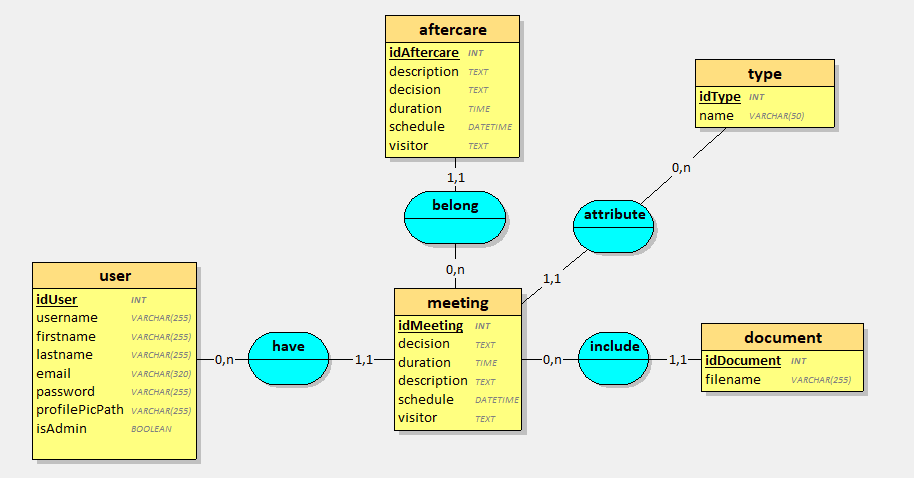 aftercare
idAftercare INT
description TEXT
decision TEXT
duration TIME
schedule DATETIME
visitor TEXT
type
idType INT
name VARCHAR(50)
1,1
0,n
belong
attribute
0,n
1,1
user
idUser INT
username VARCHAR(255)
firstname VARCHAR(255)
lastname VARCHAR(255)
email VARCHAR(320)
password VARCHAR(255)
profilePicPath VARCHAR(255)
isAdmin BOOLEAN
0,n
have
1,1
meeting
idMeeting INT
decision TEXT
duration TIME
description TEXT
schedule DATETIME
visitor TEXT
0,n
include
1,1
document
idDocument INT
filename VARCHAR(255)